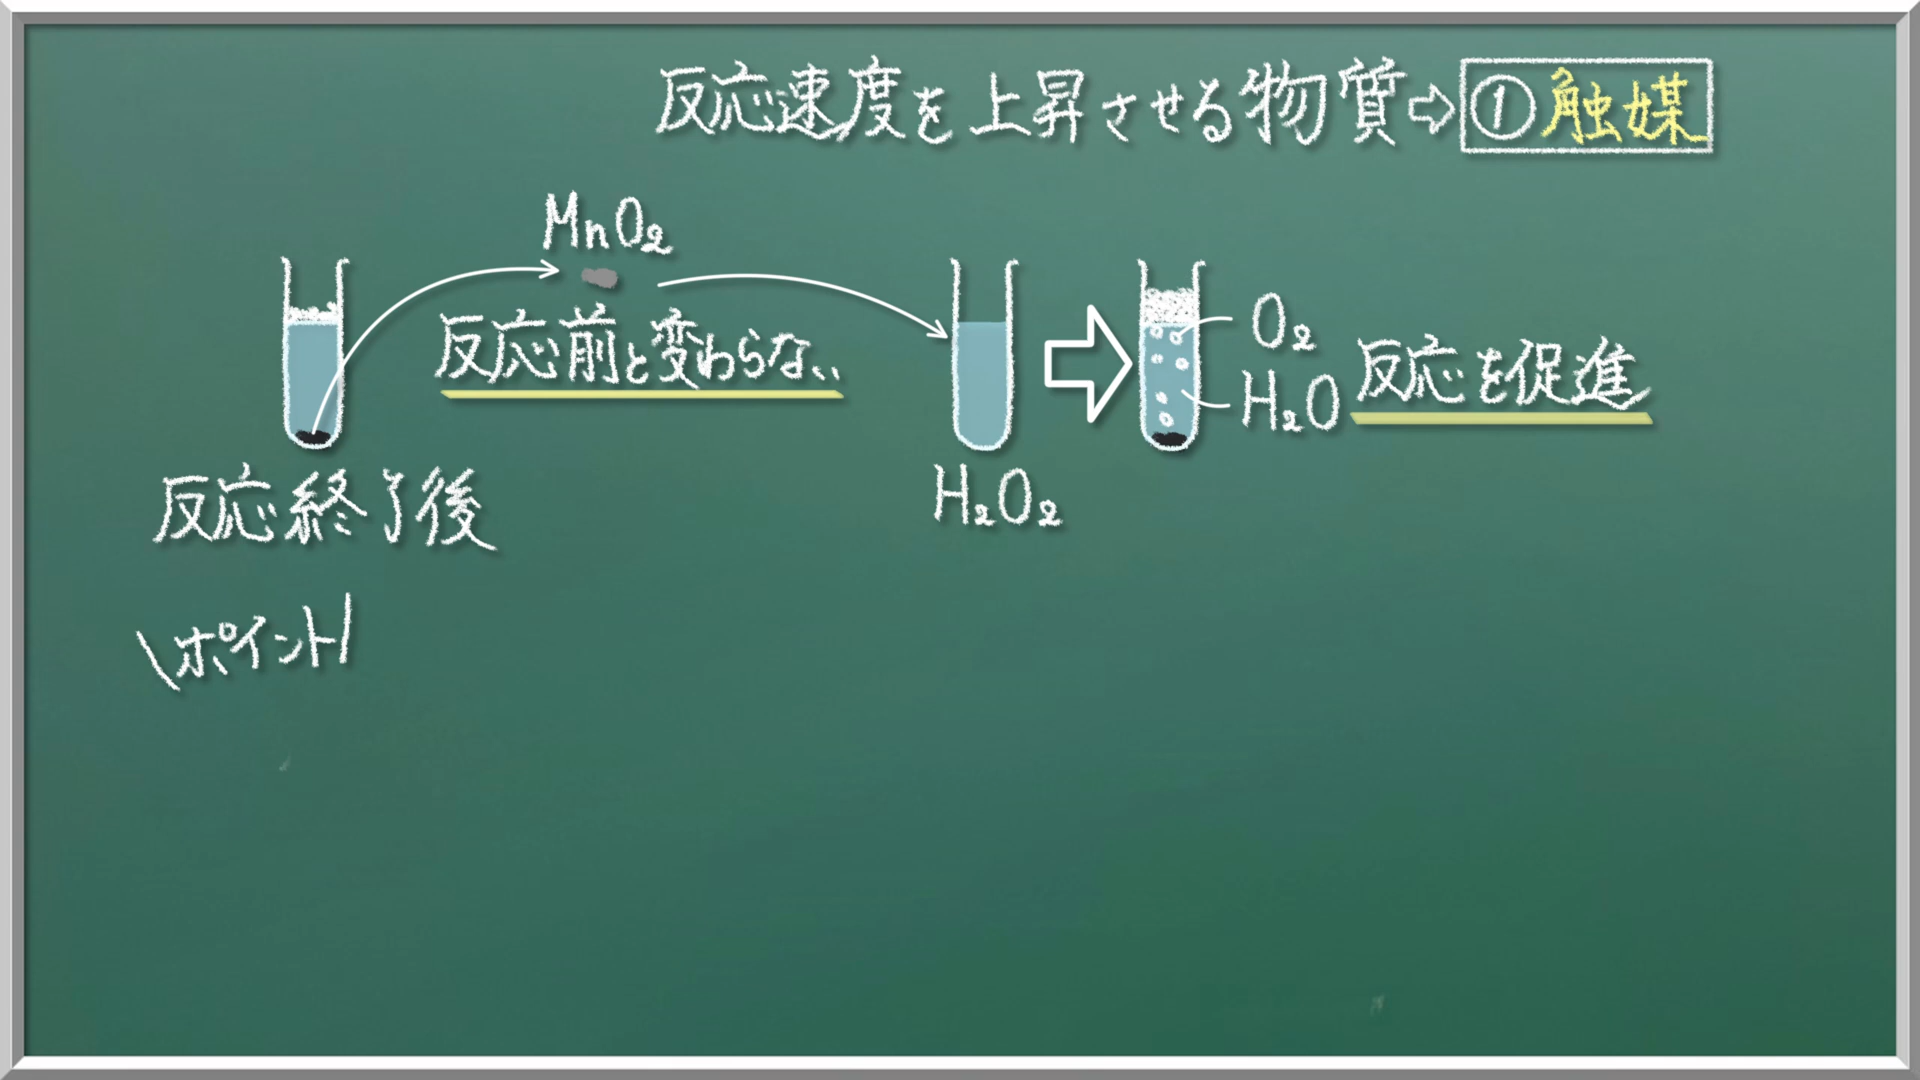 反応速度を上昇させる物質⇨①触媒
MnO₂
反応前と変わらない
O₂
H₂O
反応を促進
反応終了後
H₂O₂
\ポイント/